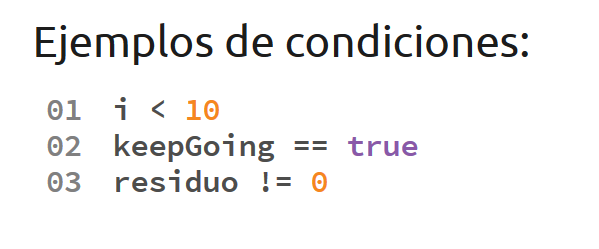 Ejemplos de condiciones:
01 i < 10
02 keepGoing == true
03 residuo != 0